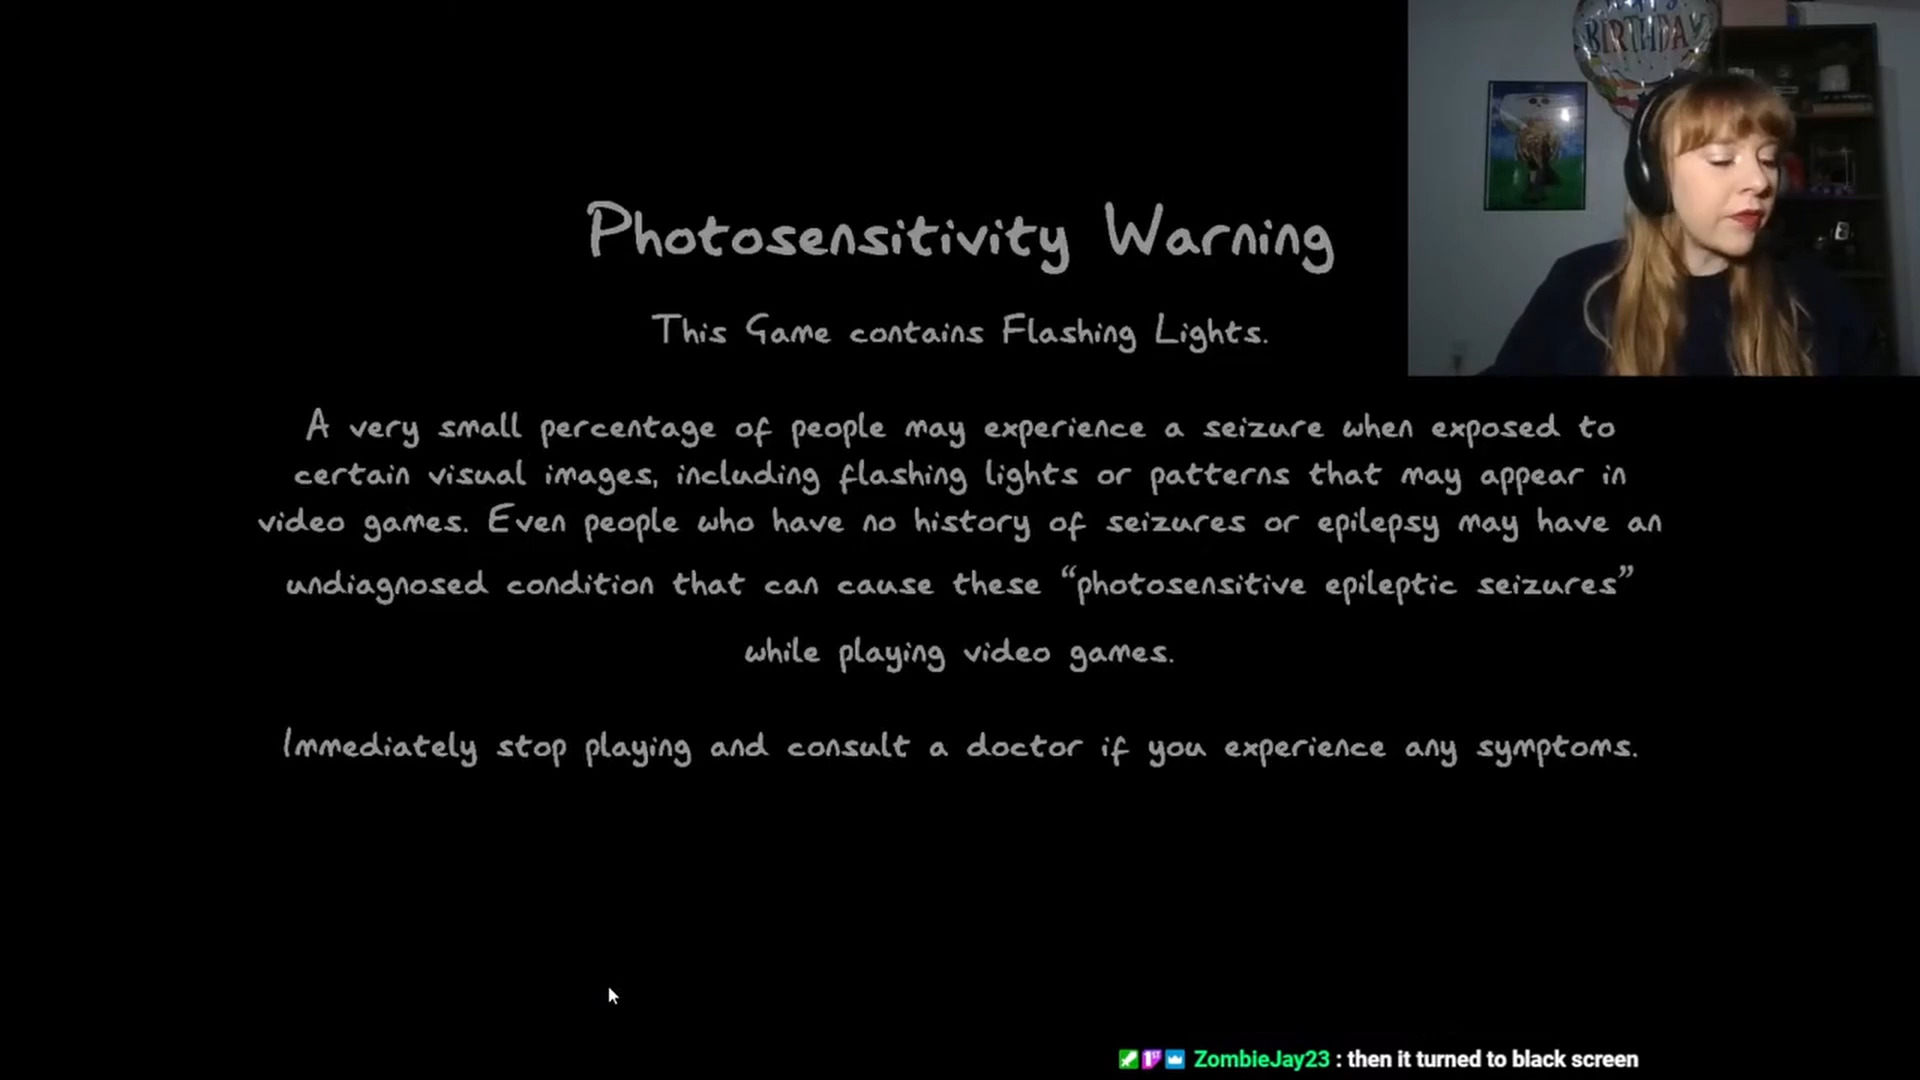 BIRTHDAY
Photosensitivity Warning
This Game contains Flashing Lights.
A very small percentage of people may experience a seizure when exposed to
certain visual images, including flashing lights or patterns that may appear in
video games. Even people who have no history of seizures or epilepsy may have an
undiagnosed condition that can cause these “photosensitive epileptic seizures”
while playing video games.
Immediately stop playing and consult a doctor if you experience any symptoms.
ZombieJay23 : then it turned to black screen